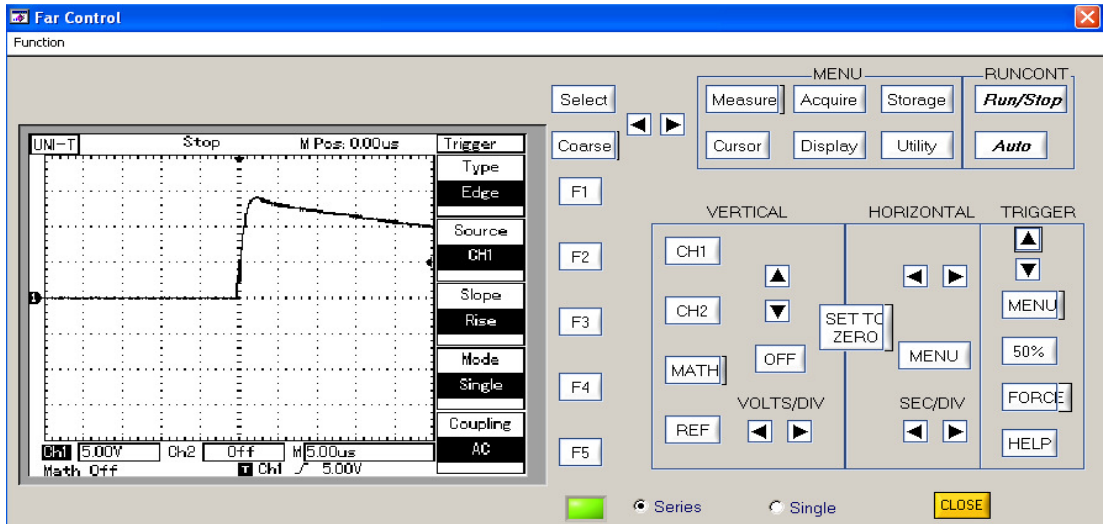 Far Control
Function
UNI-T Stop M Pos: 0.00us Trigger
Type
Edge
Source
CH1
Slope
Rise
Mode
Single
Coupling
AC
1
Ch1 5.00V Ch2 Off M 5.00us
Math Off T Ch1 5.00V
Select
Coarse
F1
F2
F3
F4
F5
MENU
Measure Acquire Storage
Cursor Display Utility
RUNCONT
Run/Stop
Auto
VERTICAL
CH1
CH2
MATH
OFF
VOLTS/DIV
REF
SET TO
ZERO
HORIZONTAL
MENU
SEC/DIV
TRIGGER
MENU
50%
FORCE
HELP
Series Single CLOSE